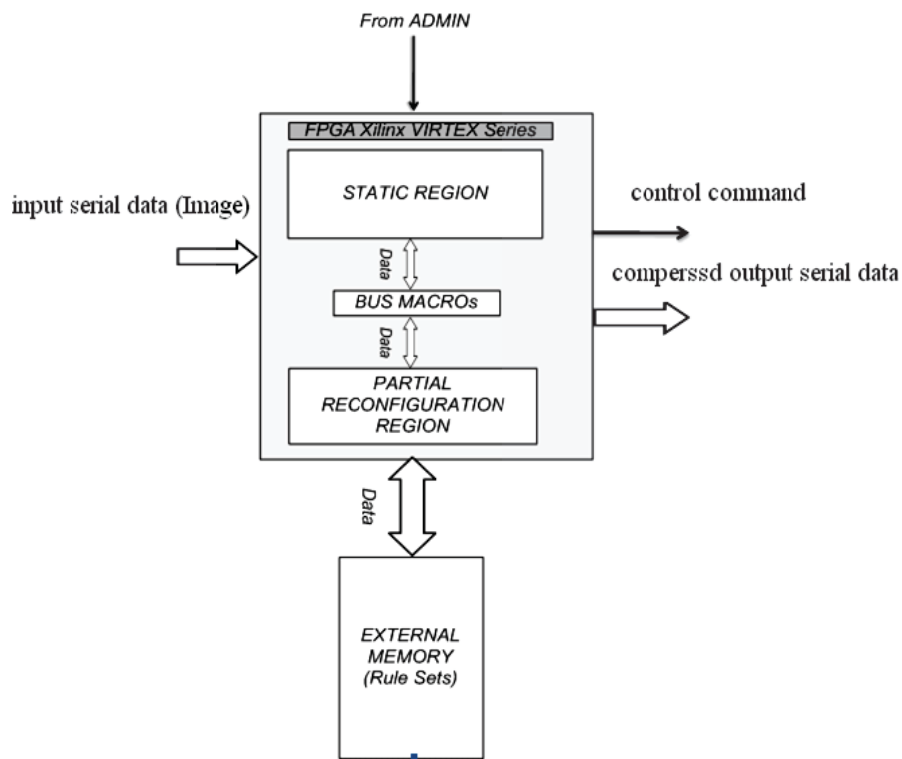 From ADMIN
FPGA Xilinx VIRTEX Series
STATIC REGION
input serial data (Image)
control command
Data
comperssd output serial data
BUS MACROs
Data
PARTIAL
RECONFIGURATION
REGION
Data
EXTERNAL
MEMORY
(Rule Sets)